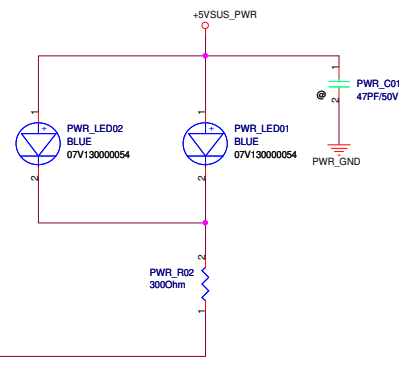 +5VSUS_PWR
1
PWR_C01
@
2
47PF/50V
PWR_GND
1
+
PWR_LED02
BLUE
07V130000054
2
1
+
PWR_LED01
BLUE
07V130000054
2
2
PWR_R02
300Ohm
1